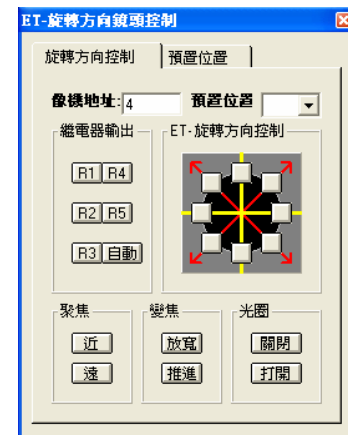 ET-旋轉方向鏡頭控制
旋轉方向控制 預置位置
像機地址: 4 預置位置
繼電器輸出 ET-旋轉方向控制
R1 R4
R2 R5
R3 自動
聚焦 變焦 光圈
近 放寬 關閉
遠 推進 打開